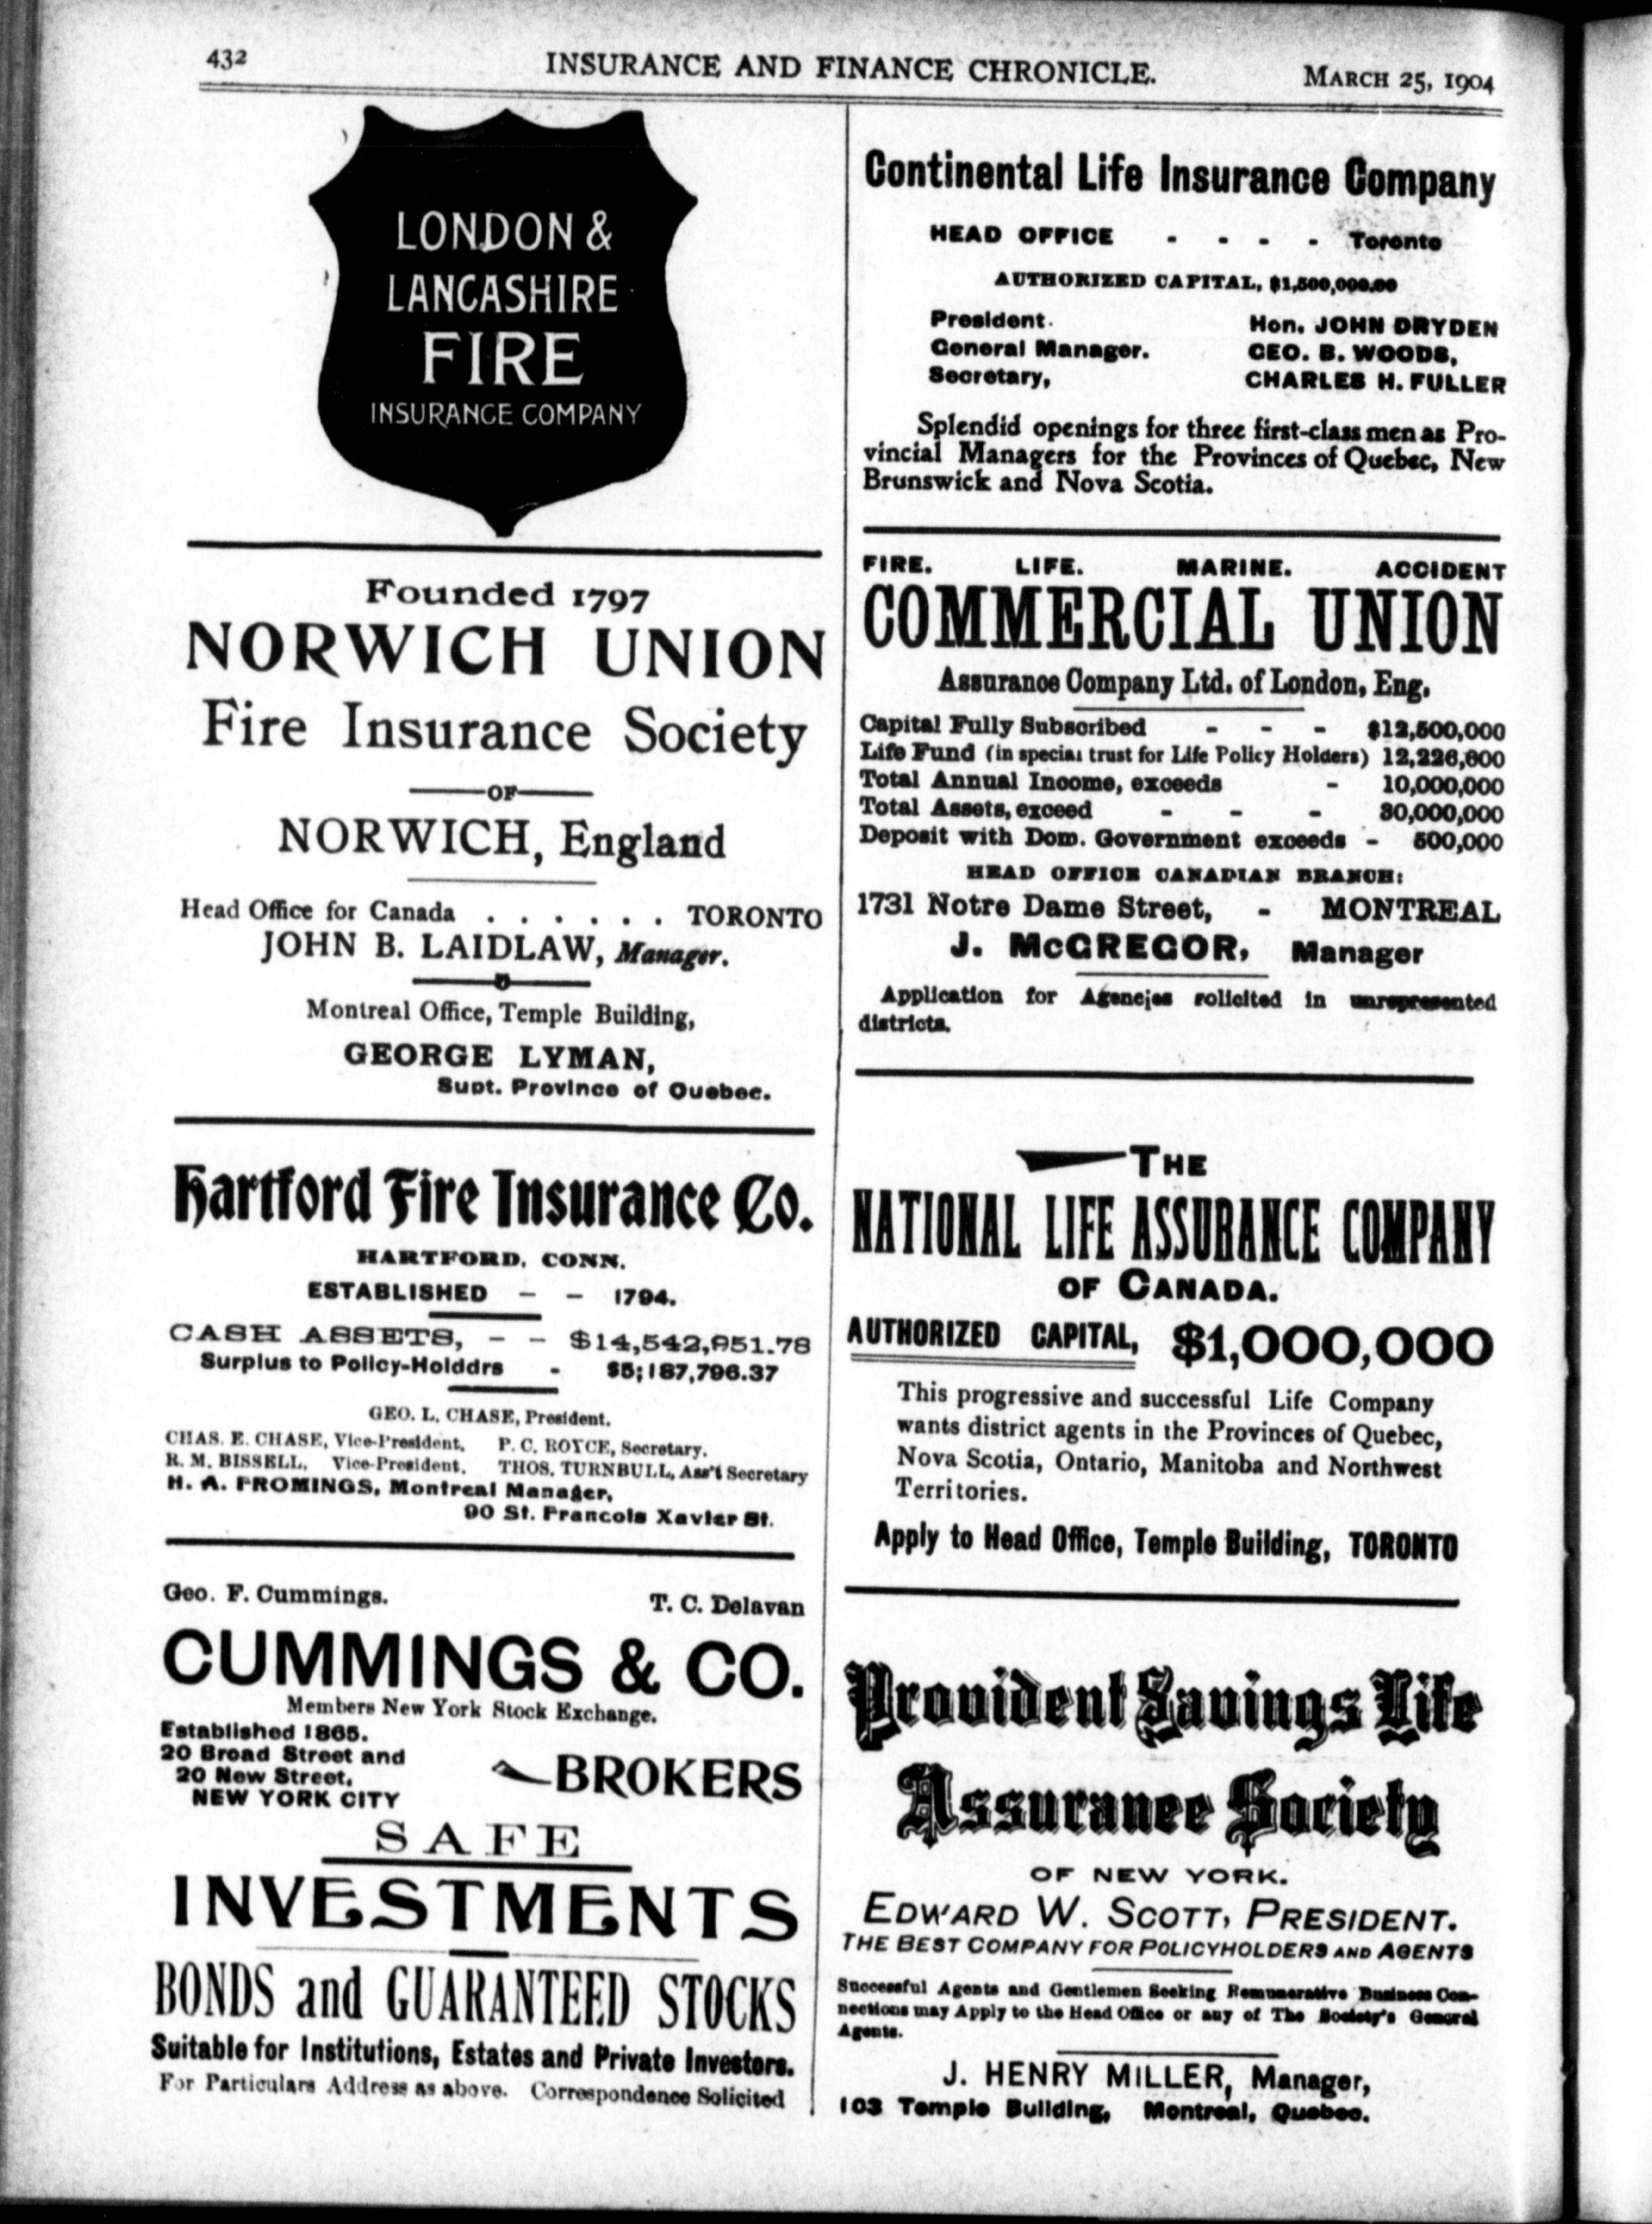 432 INSURANCE AND FINANCE CHRONICLE. MARCH 25, 1904
LONDON &
LANCASHIRE
FIRE
INSURANCE COMPANY
Founded 1797
NORWICH UNION
Fire Insurance Society
OF
NORWICH, England
Head Office for Canada . . . . . . TORONTO
JOHN B. LAIDLAW, Manager.
Montreal Office, Temple Building,
GEORGE LYMAN,
Supt. Province of Quebec.
Hartford Fire Insurance Co.
HARTFORD, CONN.
ESTABLISHED - - 1794.
CASH ASSETS, - - $14,542,951.78
Surplus to Policy-Holddrs - $5;187,796.37
GEO. L. CHASE, President.
CHAS. E. CHASE, Vice-President. P. C. ROYCE, Secretary.
R. M. BISSELL, Vice-President. THOS. TURNBULL, Ass't Secretary
H. A. FROMINGS, Montreal Manager,
90 St. Francois Xavier St.
Geo. F. Cummings. T. C. Delavan
CUMMINGS & CO.
Members New York Stock Exchange.
Established 1865.
20 Broad Street and
20 New Street,
NEW YORK CITY
BROKERS
SAFE
INVESTMENTS
BONDS and GUARANTEED STOCKS
Suitable for Institutions, Estates and Private Investors.
For Particulars Address as above. Correspondence Solicited
Continental Life Insurance Company
HEAD OFFICE - - - - Toronto
AUTHORIZED CAPITAL, $1,500,000.00
President. Hon. JOHN DRYDEN
General Manager. GEO. B. WOODS,
Secretary, CHARLES H. FULLER
Splendid openings for three first-class men as Pro-
vincial Managers for the Provinces of Quebec, New
Brunswick and Nova Scotia.
FIRE. LIFE. MARINE. ACCIDENT
COMMERCIAL UNION
Assurance Company Ltd. of London, Eng.
Capital Fully Subscribed - - - $12,500,000
Life Fund (in special trust for Life Policy Holders) 12,226,600
Total Annual Income, exceeds - 10,000,000
Total Assets, exceed - - - 30,000,000
Deposit with Dom. Government exceeds - 500,000
HEAD OFFICE CANADIAN BRANCH:
1731 Notre Dame Street, - MONTREAL
J. McGREGOR, Manager
Application for Agencies solicited in unrepresented
districts.
THE
NATIONAL LIFE ASSURANCE COMPANY
OF CANADA.
AUTHORIZED CAPITAL, $1,000,000
This progressive and successful Life Company
wants district agents in the Provinces of Quebec,
Nova Scotia, Ontario, Manitoba and Northwest
Territories.
Apply to Head Office, Temple Building, TORONTO
Provident Savings Life
Assurance Society
OF NEW YORK.
EDWARD W. SCOTT, PRESIDENT.
THE BEST COMPANY FOR POLICYHOLDERS AND AGENTS
Successful Agents and Gentlemen Seeking Remunerative Business Con-
nections may Apply to the Head Office or any of The Society's General
Agents.
J. HENRY MILLER, Manager,
103 Temple Building, Montreal, Quebec.